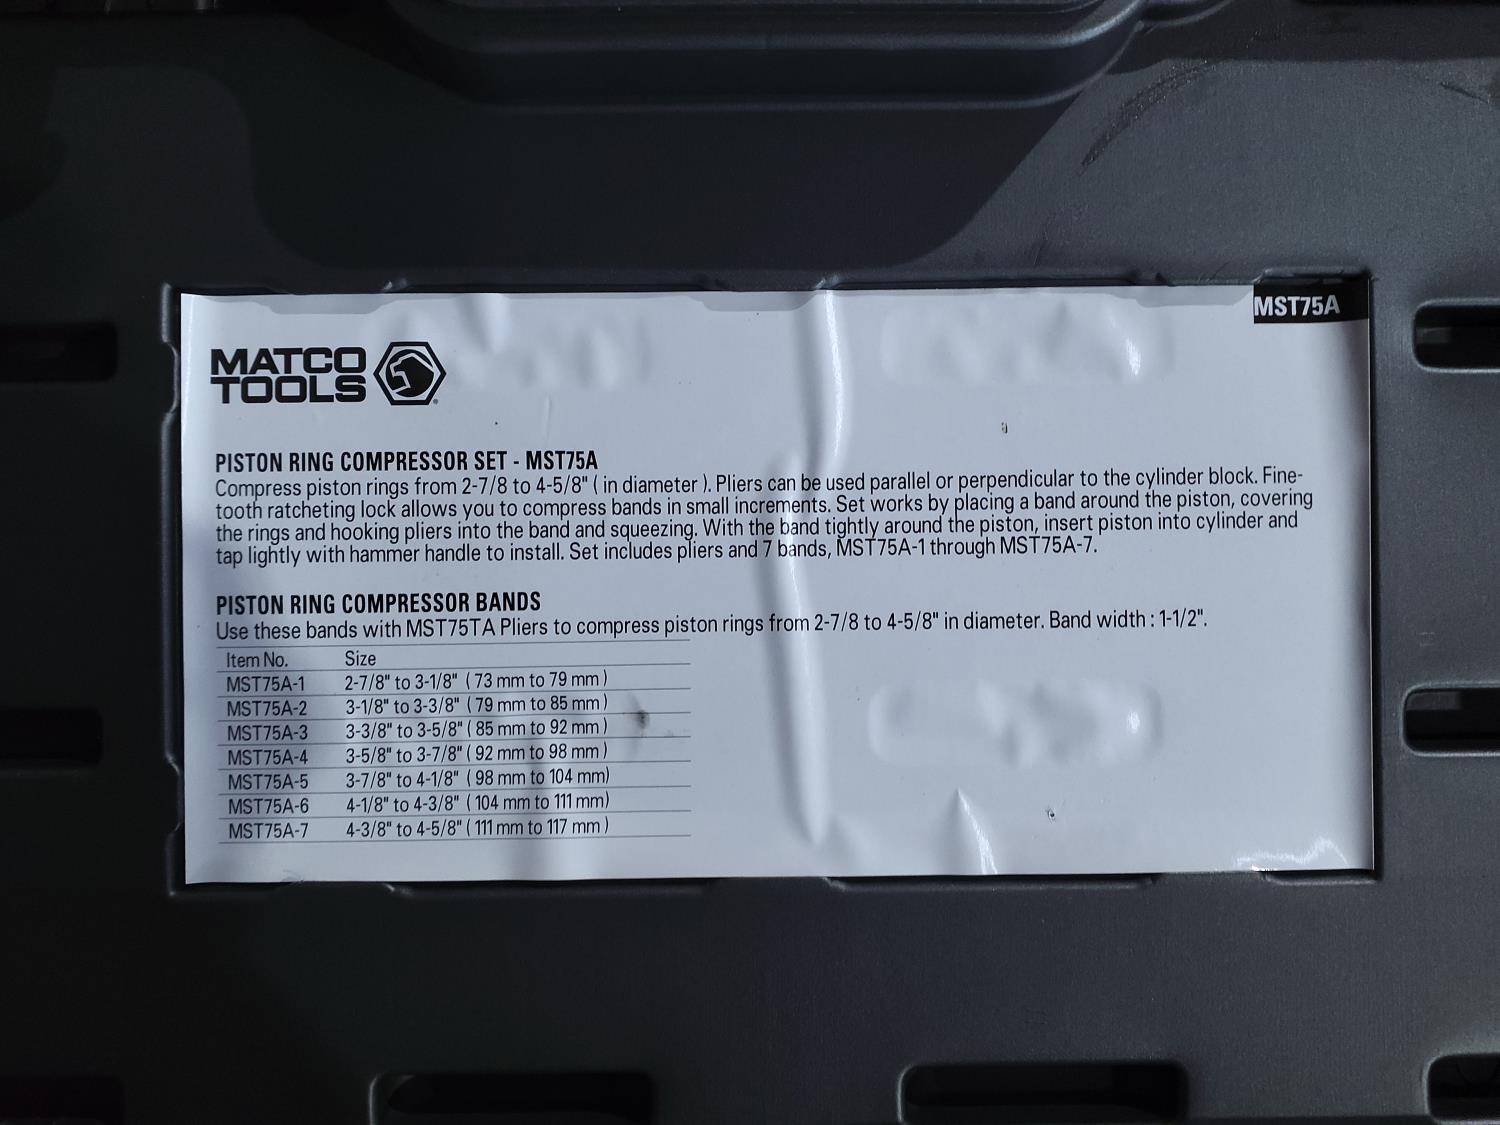 MST75A
MATCO
TOOLS
PISTON RING COMPRESSOR SET - MST75A
Compress piston rings from 2-7/8 to 4-5/8" ( in diameter ). Pliers can be used parallel or perpendicular to the cylinder block. Fine-
tooth ratcheting lock allows you to compress bands in small increments. Set works by placing a band around the piston, covering
the rings and hooking pliers into the band and squeezing. With the band tightly around the piston, insert piston into cylinder and
tap lightly with hammer handle to install. Set includes pliers and 7 bands, MST75A-1 through MST75A-7.
PISTON RING COMPRESSOR BANDS
Use these bands with MST75TA Pliers to compress piston rings from 2-7/8 to 4-5/8" in diameter. Band width : 1-1/2".
Item No. Size
MST75A-1 2-7/8" to 3-1/8" ( 73 mm to 79 mm )
MST75A-2 3-1/8" to 3-3/8" ( 79 mm to 85 mm )
MST75A-3 3-3/8" to 3-5/8" ( 85 mm to 92 mm )
MST75A-4 3-5/8" to 3-7/8" ( 92 mm to 98 mm )
MST75A-5 3-7/8" to 4-1/8" ( 98 mm to 104 mm)
MST75A-6 4-1/8" to 4-3/8" ( 104 mm to 111 mm)
MST75A-7 4-3/8" to 4-5/8" ( 111 mm to 117 mm )